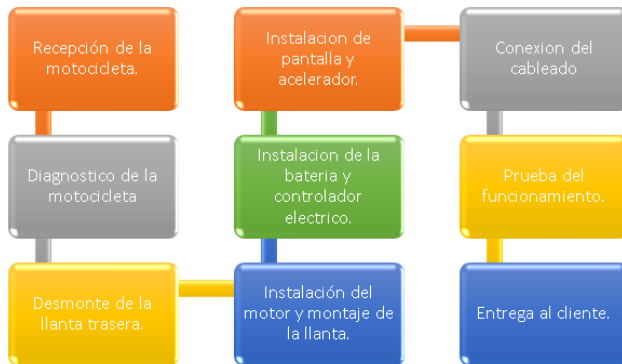 Recepción de la
motocicleta.
Diagnostico de la
motocicleta
Desmonte de la
llanta trasera.
Instalación del
motor y montaje de
la llanta.
Instalacion de la
bateria y
controlador
electrico.
Instalacion de
pantalla y
acelerador.
Conexion del
cableado
Prueba del
funcionamiento.
Entrega al cliente.